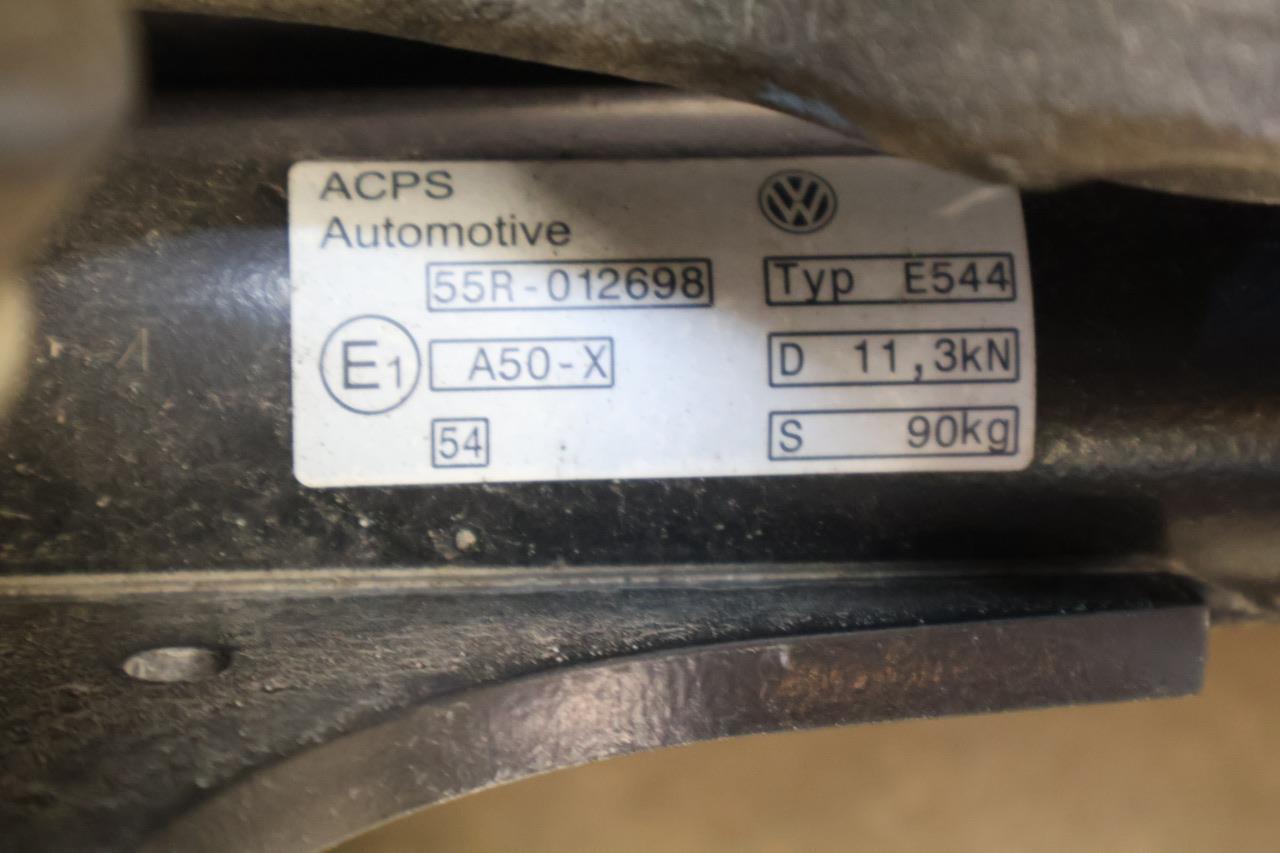 ACPS
Automotive
55R-012698
Typ E544
E1
A50-X
D 11,3kN
54
S 90kg